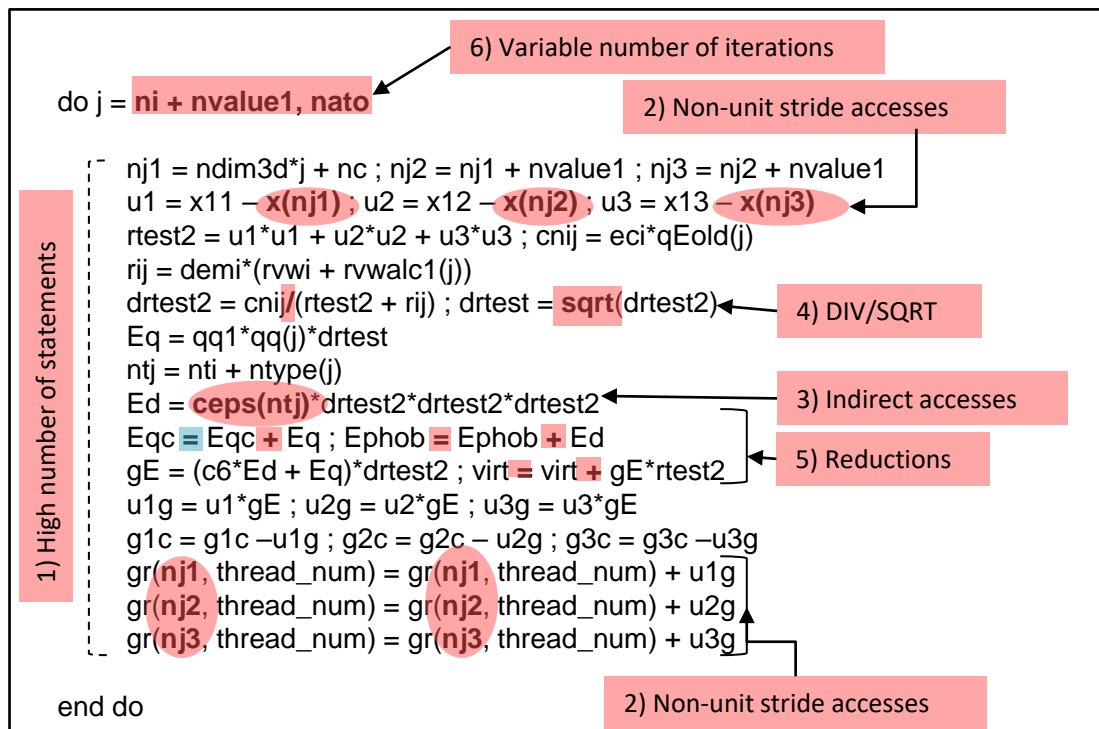 6) Variable number of iterations
do j = ni + nvalue1, nato
2) Non-unit stride accesses
1) High number of statements
nj1 = ndim3d*j + nc ; nj2 = nj1 + nvalue1 ; nj3 = nj2 + nvalue1
u1 = x11 – x(nj1) ; u2 = x12 – x(nj2) ; u3 = x13 – x(nj3)
rtest2 = u1*u1 + u2*u2 + u3*u3 ; cnij = eci*qEold(j)
rij = demi*(rvwi + rvwalc1(j))
drtest2 = cnij/(rtest2 + rij) ; drtest = sqrt(drtest2)
4) DIV/SQRT
Eq = qq1*qq(j)*drtest
ntj = nti + ntype(j)
Ed = ceps(ntj)*drtest2*drtest2*drtest2
3) Indirect accesses
Eqc = Eqc + Eq ; Ephob = Ephob + Ed
gE = (c6*Ed + Eq)*drtest2 ; virt = virt + gE*rtest2
5) Reductions
u1g = u1*gE ; u2g = u2*gE ; u3g = u3*gE
g1c = g1c –u1g ; g2c = g2c – u2g ; g3c = g3c –u3g
gr(nj1, thread_num) = gr(nj1, thread_num) + u1g
gr(nj2, thread_num) = gr(nj2, thread_num) + u2g
gr(nj3, thread_num) = gr(nj3, thread_num) + u3g
2) Non-unit stride accesses
end do